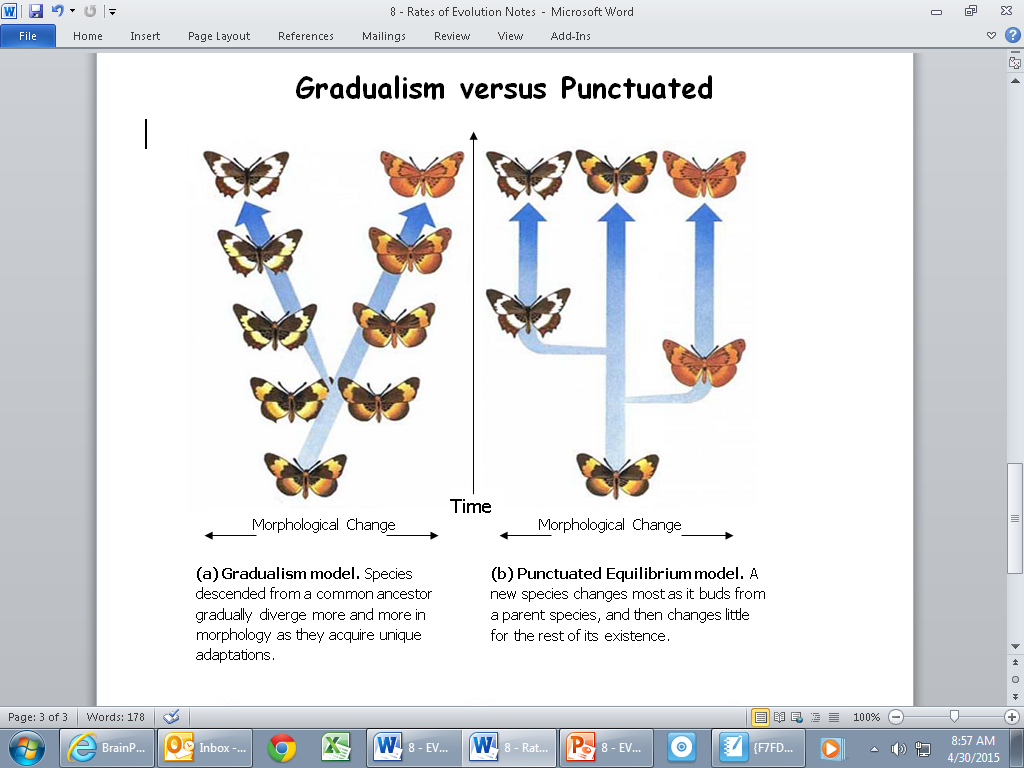 8 - Rates of Evolution Notes - Microsoft Word
File Home Insert Page Layout References Mailings Review View Add-Ins
Gradualism versus Punctuated
Time
Morphological Change
Morphological Change
(a) Gradualism model. Species
descended from a common ancestor
gradually diverge more and more in
morphology as they acquire unique
adaptations.
(b) Punctuated Equilibrium model. A
new species changes most as it buds from
a parent species, and then changes little
for the rest of its existence.
Page: 3 of 3 Words: 178 100%
BrainP... Inbox -... 8 - EV... 8 - Rat... 8 - EV... {F7FD...
8:57 AM
4/30/2015